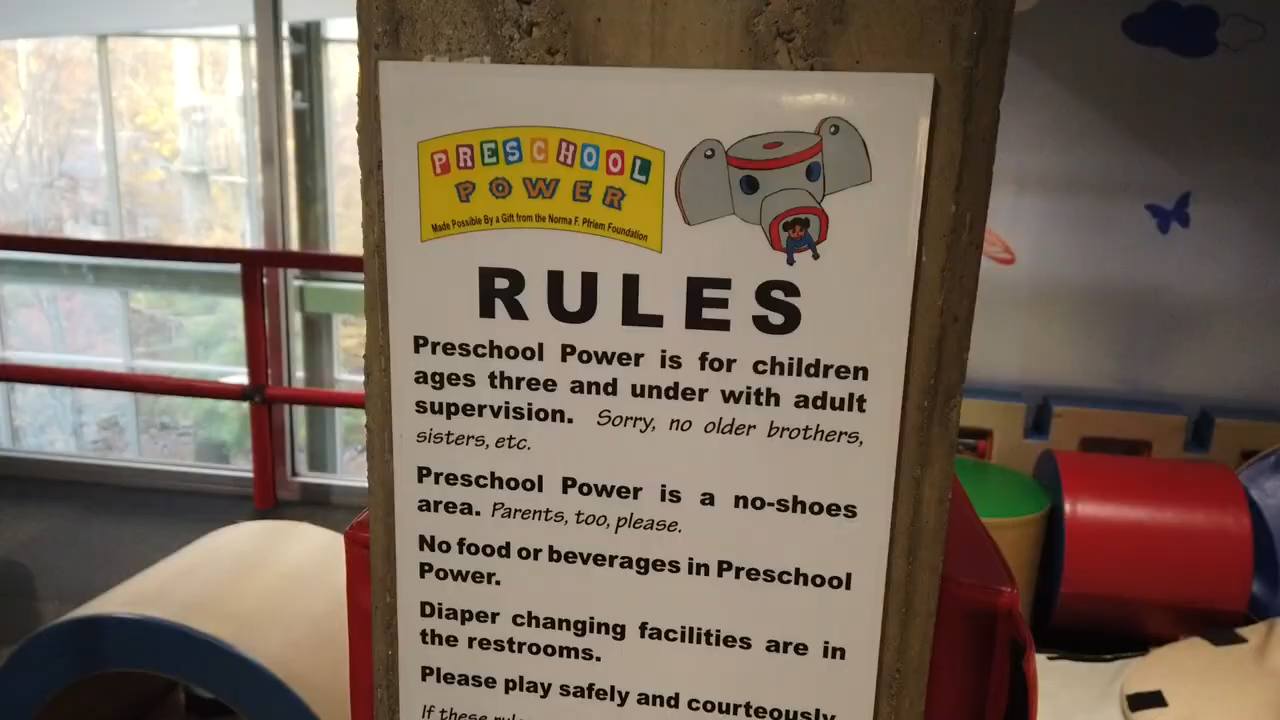 PRESCHOOL
POWER
Made Possible By a Gift from the Norma F. Pfriem Foundation
RULES
Preschool Power is for children
ages three and under with adult
supervision. Sorry, no older brothers,
sisters, etc.
Preschool Power is a no-shoes
area. Parents, too, please.
No food or beverages in Preschool
Power.
Diaper changing facilities are in
the restrooms.
Please play safely and courteously
If these